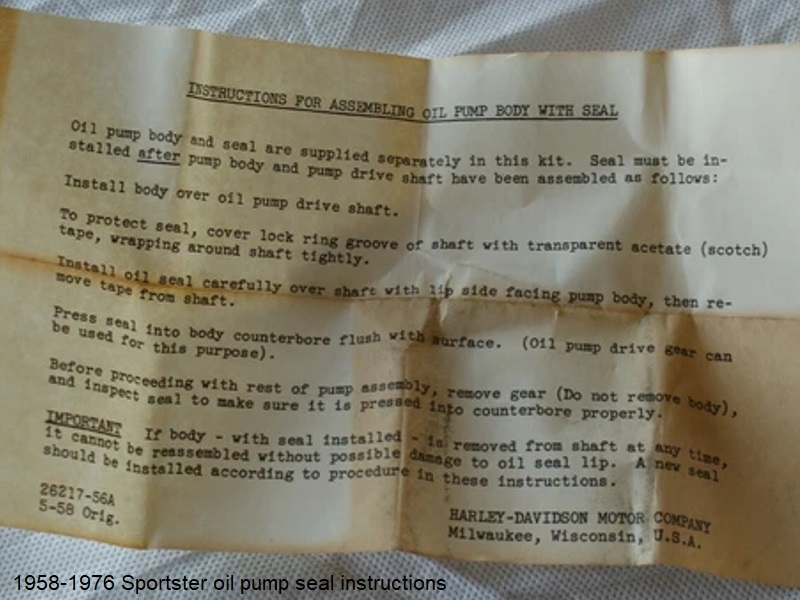 INSTRUCTIONS FOR ASSEMBLING OIL PUMP BODY WITH SEAL
Oil pump body and seal are supplied separately in this kit. Seal must be in-
stalled after pump body and pump drive shaft have been assembled as follows:
Install body over oil pump drive shaft.
To protect seal, cover lock ring groove of shaft with transparent acetate (scotch)
tape, wrapping around shaft tightly.
Install oil seal carefully over shaft with lip side facing pump body, then re-
move tape from shaft.
Press seal into body counterbore flush with surface. (Oil pump drive gear can
be used for this purpose).
Before proceeding with rest of pump assembly, remove gear (Do not remove body),
and inspect seal to make sure it is pressed into counterbore properly.
IMPORTANT If body - with seal installed - is removed from shaft at any time,
it cannot be reassembled without possible damage to oil seal lip. A new seal
should be installed according to procedure in these instructions.
26217-56A
5-58 Orig.
HARLEY-DAVIDSON MOTOR COMPANY
Milwaukee, Wisconsin, U.S.A.
1958-1976 Sportster oil pump seal instructions